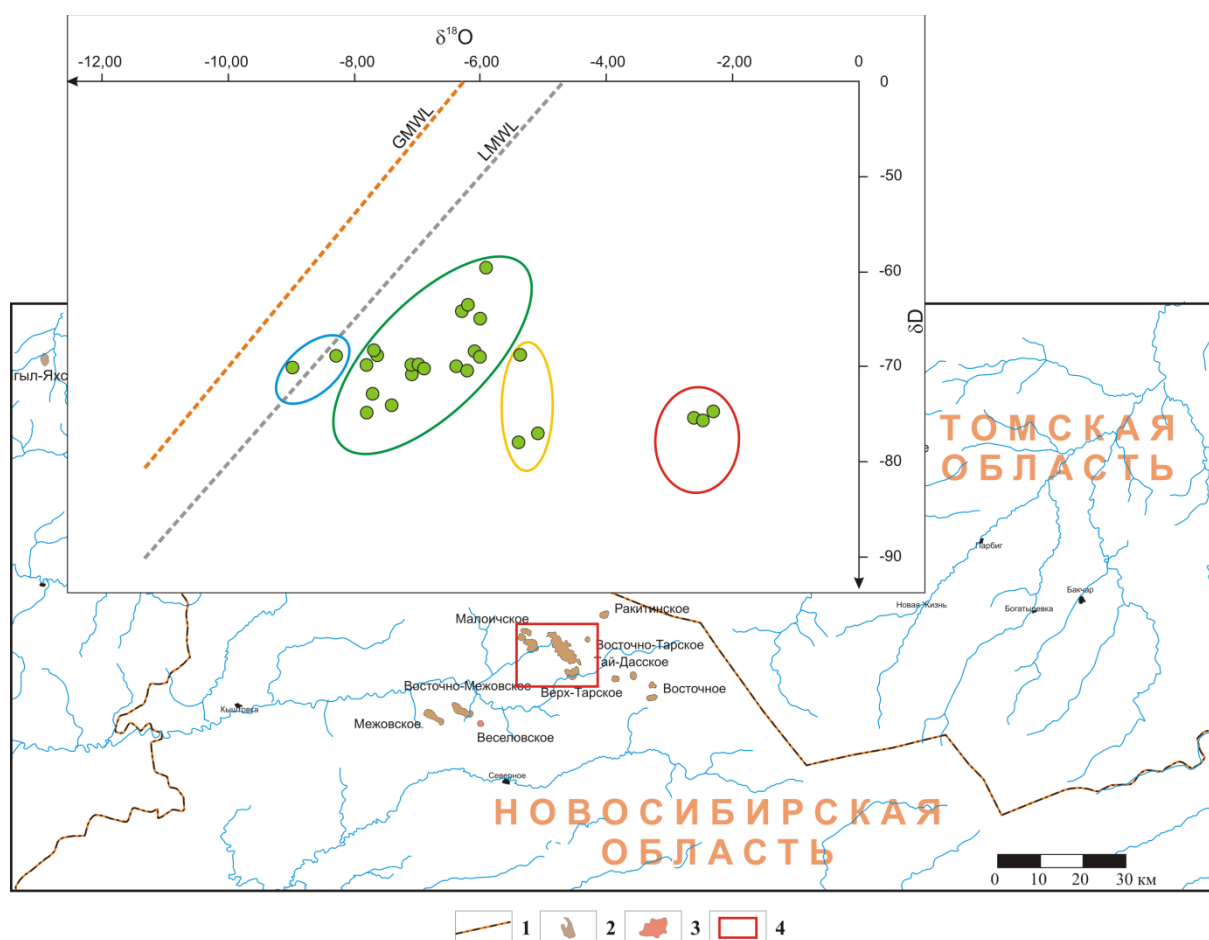 δ¹⁸O
-12,00 -10,00 -8,00 -6,00 -4,00 -2,00 0
0
-50
-60
-70
-80
-90
δD
GMWL
LMWL
ТОМСКАЯ
ОБЛАСТЬ
Парбиг
Бакчар
Новая Жизнь
Богатыревка
Ракитинское
Малоичское
Восточно-Тарское
Тай-Дасское
Восточно-Межовское
Верх-Тарское
Восточное
Кыштовка
Межовское
Веселовское
Северное
НОВОСИБИРСКАЯ
ОБЛАСТЬ
0 10 20 30 км
1 2 3 4